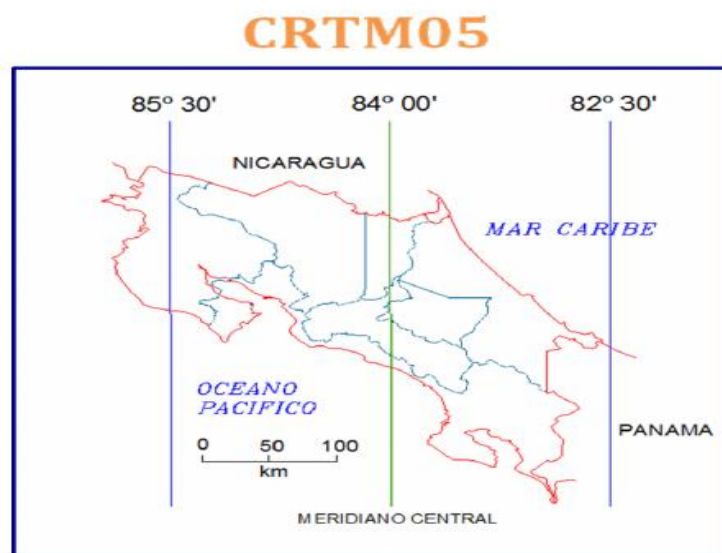 CRTM05
85º 30' 84º 00' 82º 30'
NICARAGUA
MAR CARIBE
OCEANO
PACIFICO
0 50 100
km
PANAMA
MERIDIANO CENTRAL